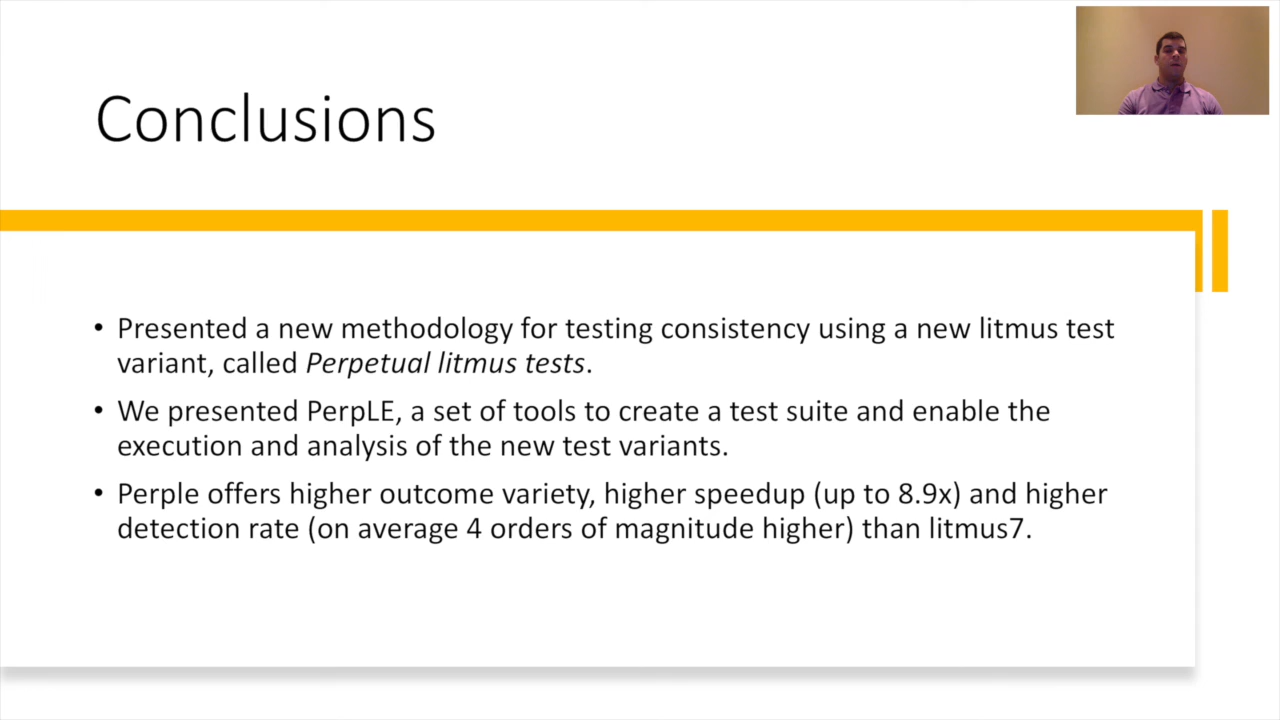 Conclusions
• Presented a new methodology for testing consistency using a new litmus test
variant, called Perpetual litmus tests.
• We presented PerpLE, a set of tools to create a test suite and enable the
execution and analysis of the new test variants.
• Perple offers higher outcome variety, higher speedup (up to 8.9x) and higher
detection rate (on average 4 orders of magnitude higher) than litmus7.